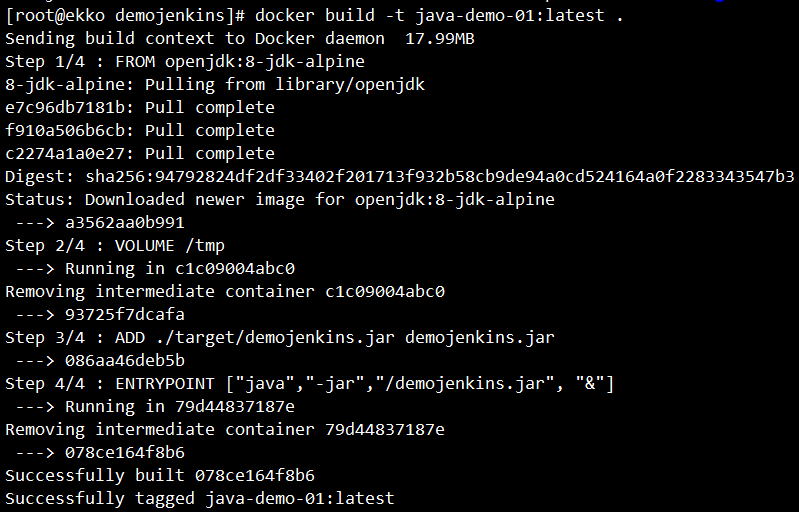 [root@ekko demojenkins]# docker build -t java-demo-01:latest .
Sending build context to Docker daemon  17.99MB
Step 1/4 : FROM openjdk:8-jdk-alpine
8-jdk-alpine: Pulling from library/openjdk
e7c96db7181b: Pull complete
f910a506b6cb: Pull complete
c2274a1a0e27: Pull complete
Digest: sha256:94792824df2df33402f201713f932b58cb9de94a0cd524164a0f2283343547b3
Status: Downloaded newer image for openjdk:8-jdk-alpine
 ---> a3562aa0b991
Step 2/4 : VOLUME /tmp
 ---> Running in c1c09004abc0
Removing intermediate container c1c09004abc0
 ---> 93725f7dcafa
Step 3/4 : ADD ./target/demojenkins.jar demojenkins.jar
 ---> 086aa46deb5b
Step 4/4 : ENTRYPOINT ["java","-jar","/demojenkins.jar", "&"]
 ---> Running in 79d44837187e
Removing intermediate container 79d44837187e
 ---> 078ce164f8b6
Successfully built 078ce164f8b6
Successfully tagged java-demo-01:latest